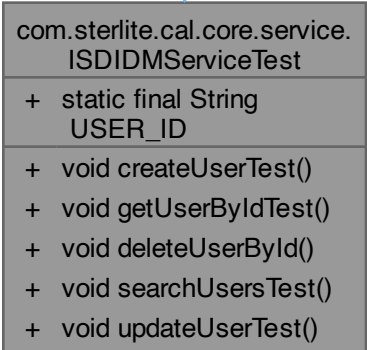 com.sterlite.cal.core.service.
ISDIDMServiceTest
+ static final String
USER_ID
+ void createUserTest()
+ void getUserByIdTest()
+ void deleteUserById()
+ void searchUsersTest()
+ void updateUserTest()